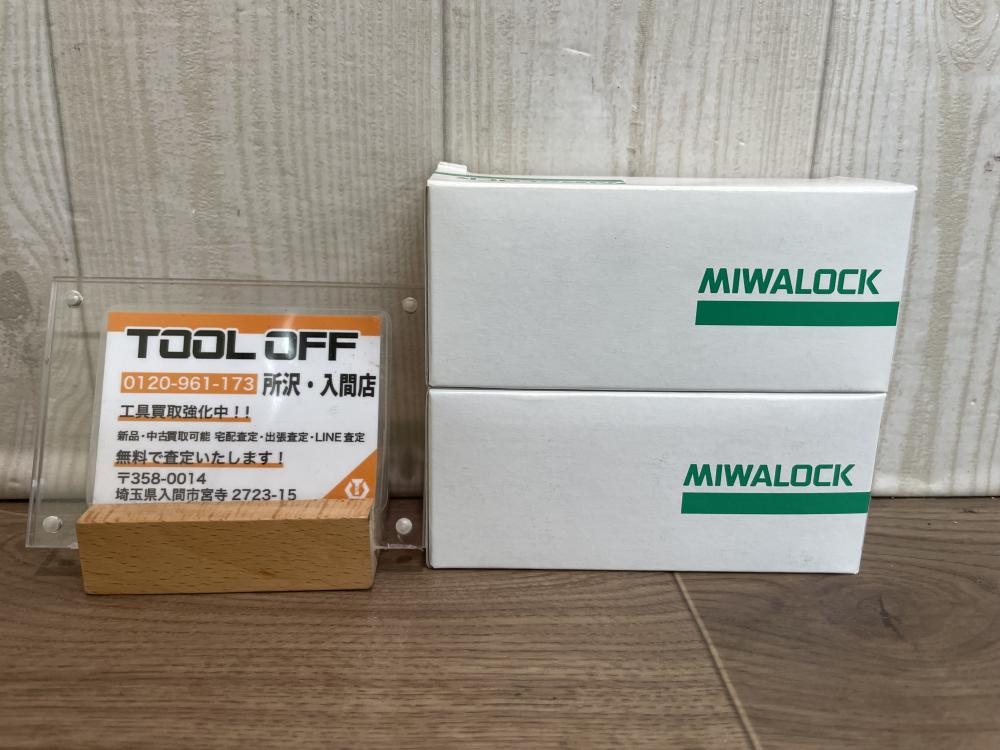 TOOL OFF
0120-961-173 所沢・入間店
工具買取強化中!!
新品・中古買取可能 宅配査定・出張査定・LINE査定
無料で査定いたします!
〒358-0014
埼玉県入間市宮寺 2723-15
MIWALOCK
MIWALOCK